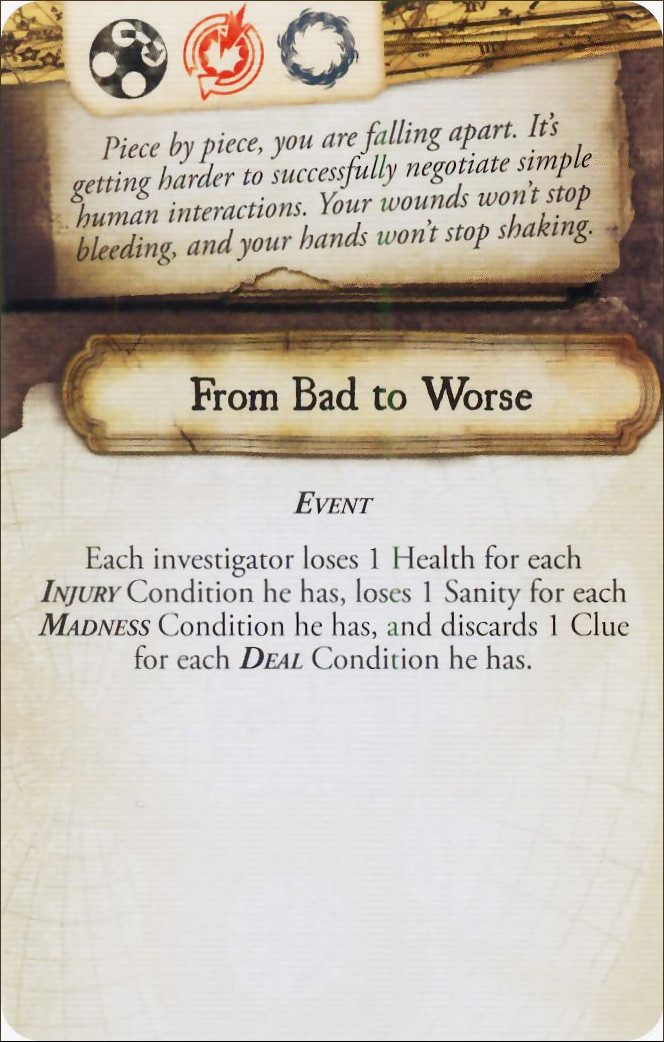 Piece by piece, you are falling apart. It's
getting harder to successfully negotiate simple
human interactions. Your wounds won't stop
bleeding, and your hands won't stop shaking.
From Bad to Worse
EVENT
Each investigator loses 1 Health for each
INJURY Condition he has, loses 1 Sanity for each
MADNESS Condition he has, and discards 1 Clue
for each DEAL Condition he has.